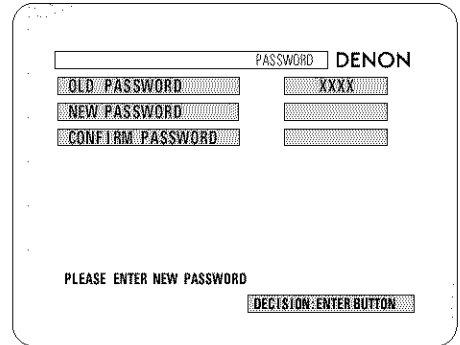 PASSWORD DENON
OLD PASSWORD XXXX
NEW PASSWORD
CONFIRM PASSWORD
PLEASE ENTER NEW PASSWORD
DECISION:ENTER BUTTON